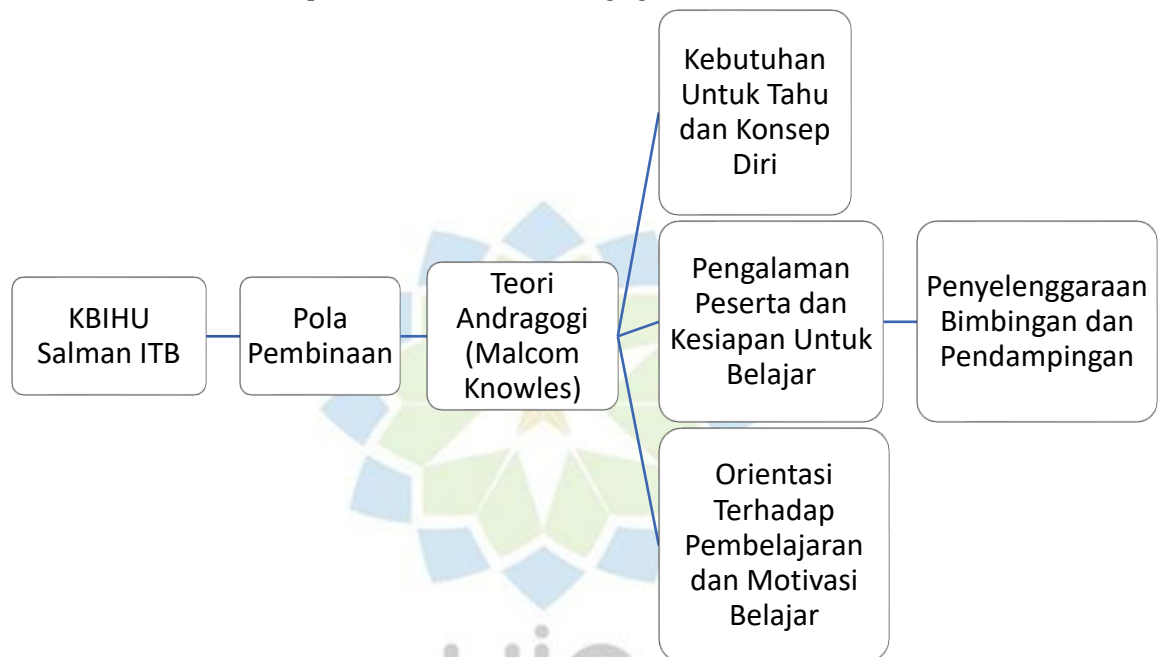 KBIHU
Salman ITB
Pola
Pembinaan
Teori
Andragogi
(Malcom
Knowles)
Kebutuhan
Untuk Tahu
dan Konsep
Diri
Pengalaman
Peserta dan
Kesiapan Untuk
Belajar
Penyelenggaraan
Bimbingan dan
Pendampingan
Orientasi
Terhadap
Pembelajaran
dan Motivasi
Belajar